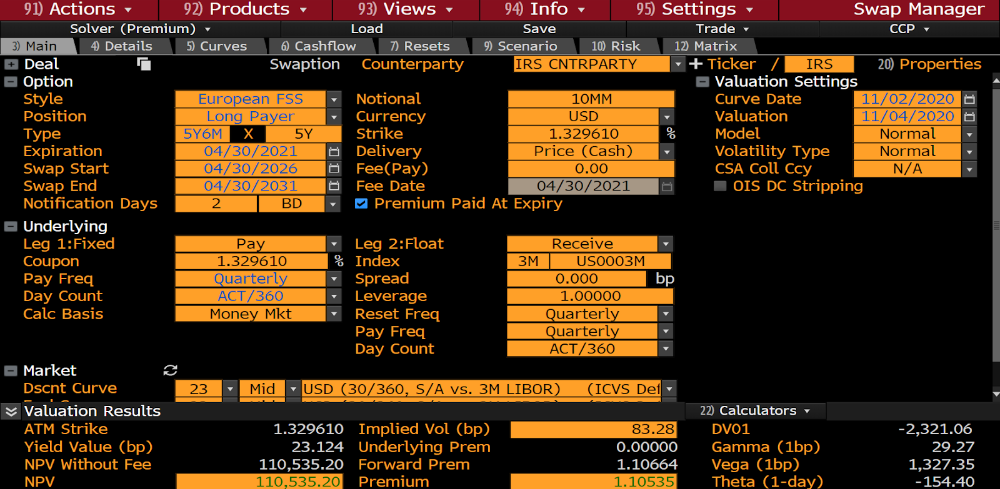 91) Actions 92) Products 93) Views 94) Info 95) Settings Swap Manager
Solver (Premium) Load Save Trade CCP
3) Main 4) Details 5) Curves 6) Cashflow 7) Resets 9) Scenario 10) Risk 12) Matrix
Deal Swaption Counterparty IRS CNTRPARTY Ticker / IRS 20) Properties
Option Valuation Settings
Style European FSS Notional 10MM Curve Date 11/02/2020
Position Long Payer Currency USD Valuation 11/04/2020
Type 5Y6M X 5Y Strike 1.329610 % Model Normal
Expiration 04/30/2021 Delivery Price (Cash) Volatility Type Normal
Swap Start 04/30/2026 Fee(Pay) 0.00 CSA Coll Ccy N/A
Swap End 04/30/2031 Fee Date 04/30/2021 OIS DC Stripping
Notification Days 2 BD Premium Paid At Expiry
Underlying
Leg 1:Fixed Pay Leg 2:Float Receive
Coupon 1.329610 % Index 3M US0003M
Pay Freq Quarterly Spread 0.000 bp
Day Count ACT/360 Leverage 1.00000
Calc Basis Money Mkt Reset Freq Quarterly
Pay Freq Quarterly
Day Count ACT/360
Market
Dscnt Curve 23 Mid USD (30/360, S/A vs. 3M LIBOR) (ICVS Def
Valuation Results 22) Calculators
ATM Strike 1.329610 Implied Vol (bp) 83.28 DV01 -2,321.06
Yield Value (bp) 23.124 Underlying Prem 0.00000 Gamma (1bp) 29.27
NPV Without Fee 110,535.20 Forward Prem 1.10664 Vega (1bp) 1,327.35
NPV 110,535.20 Premium 1.10535 Theta (1-day) -154.40